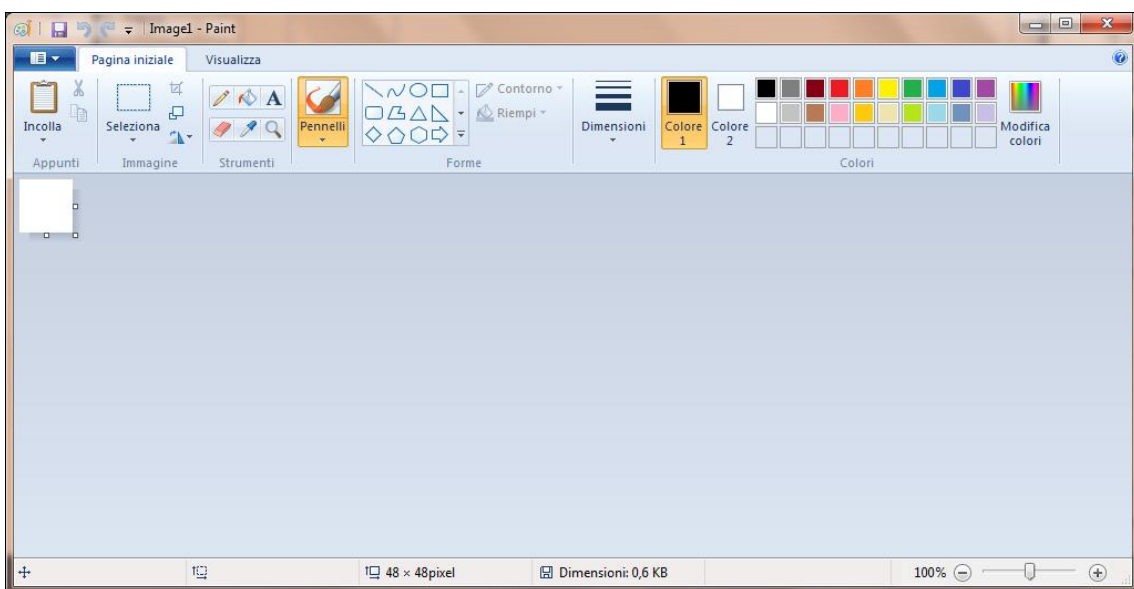 Image1 - Paint
Pagina iniziale Visualizza
Incolla
Seleziona
A
Pennelli
Contorno
Riempi
Dimensioni
Colore 1
Colore 2
Modifica colori
Appunti Immagine Strumenti Forme Colori
48 × 48pixel Dimensioni: 0,6 KB 100%